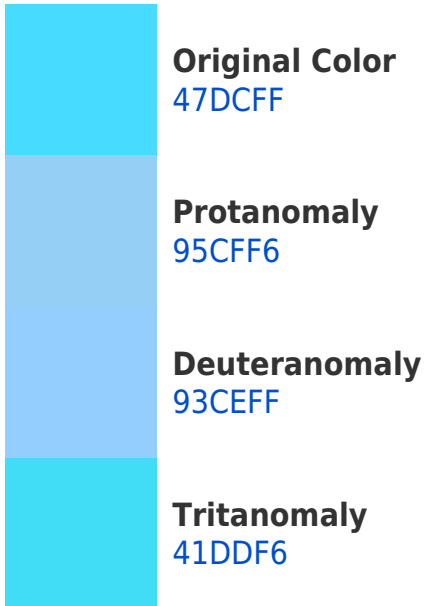 Original Color
47DCFF
Protanomaly
95CFF6
Deuteranomaly
93CEFF
Tritanomaly
41DDF6